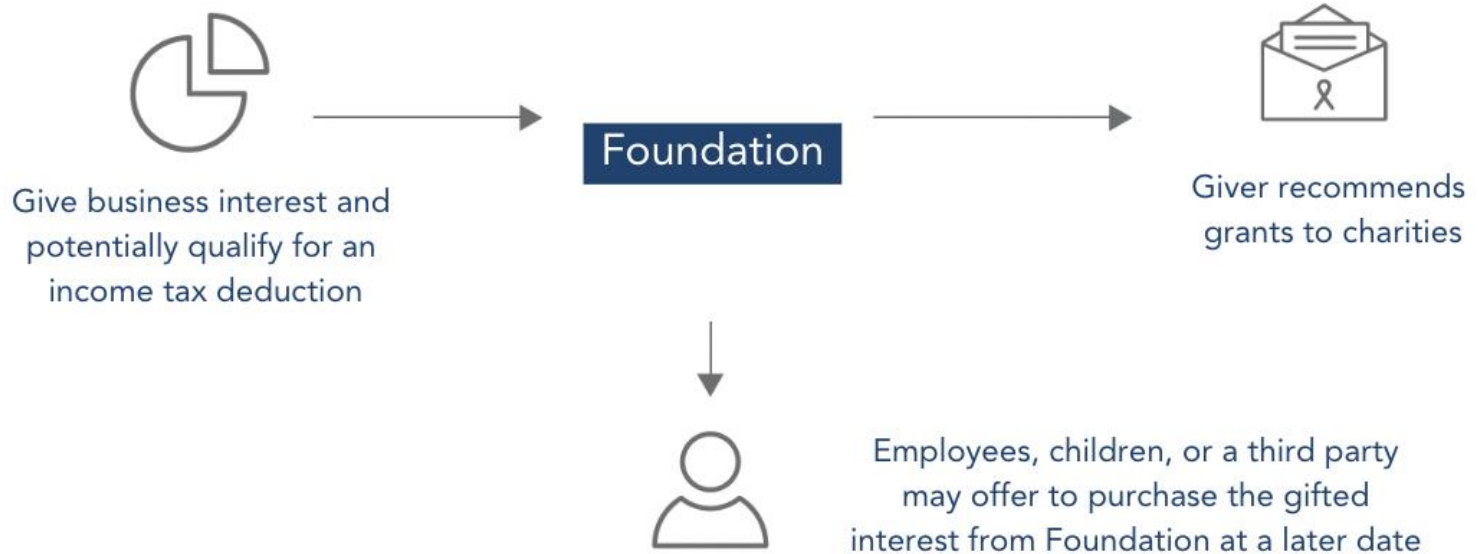 Give business interest and
potentially qualify for an
income tax deduction
Foundation
Giver recommends
grants to charities
Employees, children, or a third party
may offer to purchase the gifted
interest from Foundation at a later date